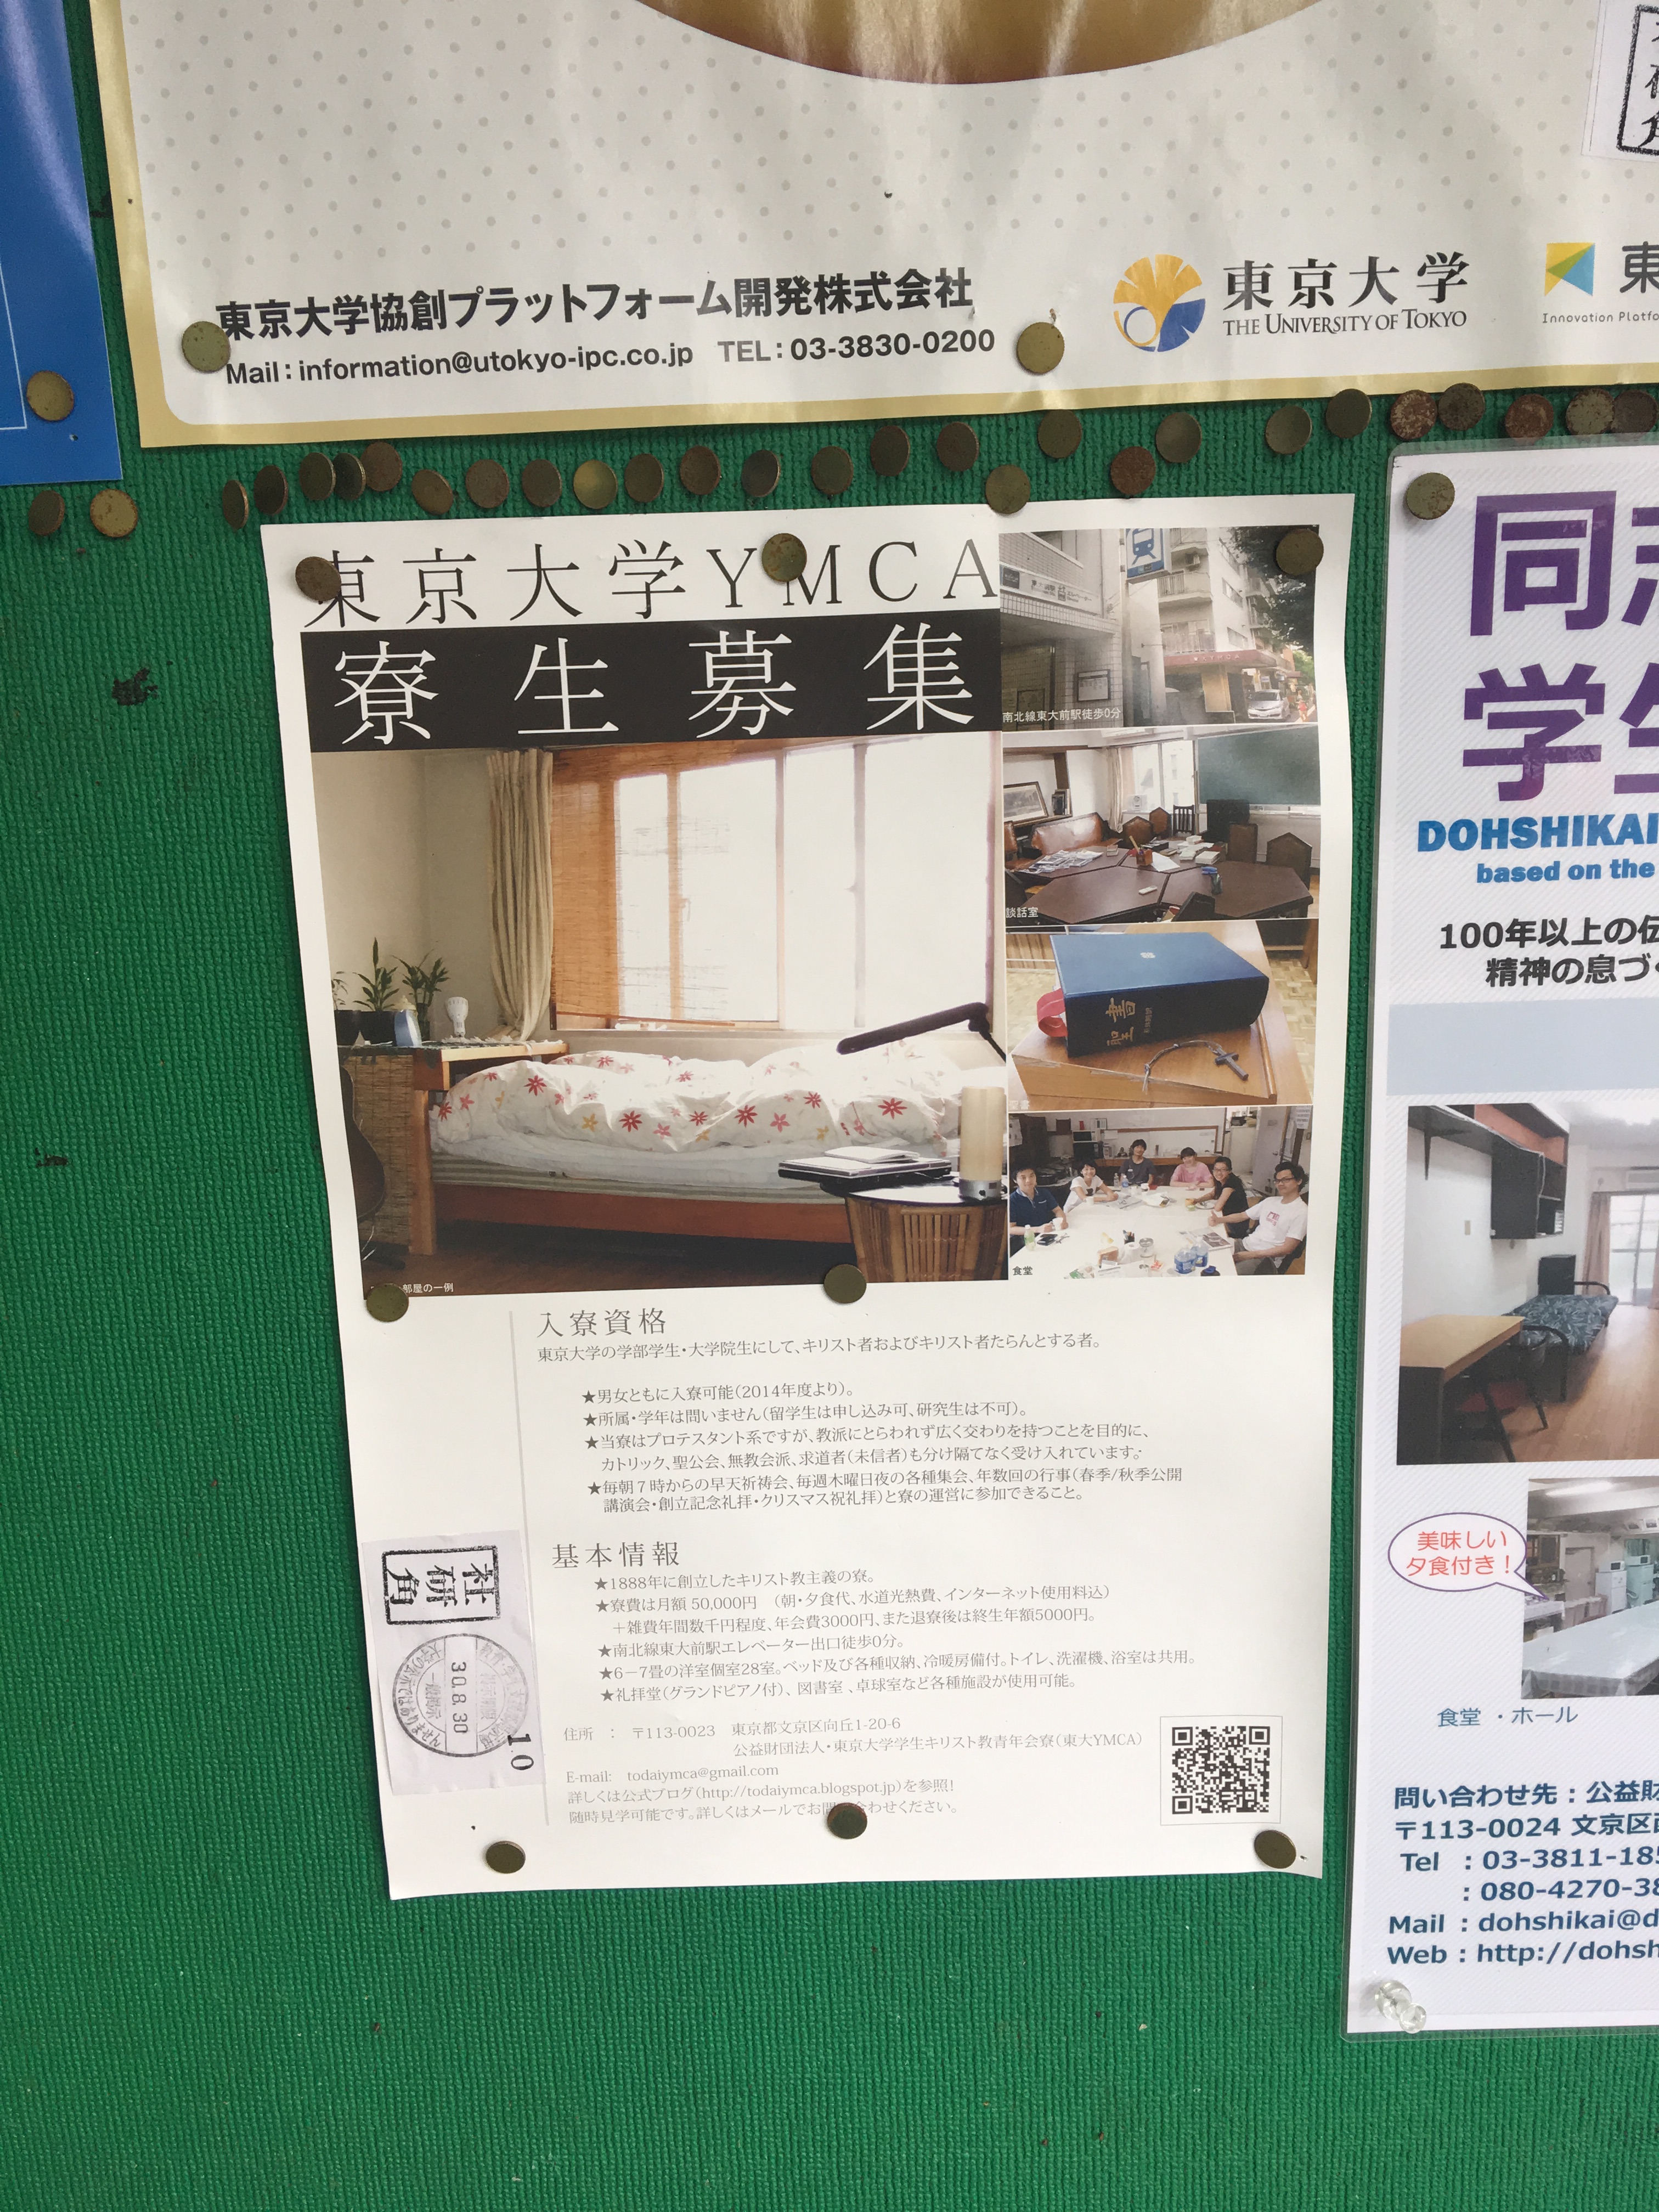 東京大学協創プラットフォーム開発株式会社
Mail：information@utokyo-ipc.co.jp TEL：03-3830-0200
東京大学
THE UNIVERSITY OF TOKYO
東
Innovation Platfo
東京大学YMCA
寮生募集
南北線東大前駅徒歩0分
談話室
聖書
食堂
部屋の一例
入寮資格
東京大学の学部学生・大学院生にして、キリスト者およびキリスト者たらんとする者。
★男女ともに入寮可能（2014年度より）。
★所属・学年は問いません（留学生は申し込み可、研究生は不可）。
★当寮はプロテスタント系ですが、教派にとらわれず広く交わりを持つことを目的に、
カトリック、聖公会、無教会派、求道者（未信者）も分け隔てなく受け入れています。
★毎朝７時からの早天祈祷会、毎週木曜日夜の各種集会、年数回の行事（春季/秋季公開
講演会・創立記念礼拝・クリスマス祝礼拝）と寮の運営に参加できること。
基本情報
★1888年に創立したキリスト教主義の寮。
★寮費は月額 50,000円　（朝・夕食代、水道光熱費、インターネット使用料込）
＋雑費年間数千円程度、年会費3000円、また退寮後は終生年額5000円。
★南北線東大前駅エレベーター出口徒歩0分。
★6－7畳の洋室個室28室。ベッド及び各種収納、冷暖房備付。トイレ、洗濯機、浴室は共用。
★礼拝堂（グランドピアノ付）、図書室、卓球室など各種施設が使用可能。
住所　：　〒113-0023　東京都文京区向丘1-20-6
公益財団法人・東京大学学生キリスト教青年会寮（東大YMCA）
E-mail:　todaiymca@gmail.com
詳しくは公式ブログ（http://todaiymca.blogspot.jp）を参照！
随時見学可能です。詳しくはメールでお問い合わせください。
社研角
30.8.30
10
同志
学生
DOHSHIKAI
based on the
100年以上の伝
精神の息づく
美味しい
夕食付き！
食堂 ・ホール
問い合わせ先：公益財
〒113-0024 文京区西
Tel ：03-3811-185
：080-4270-38
Mail ：dohshikai@d
Web：http://dohsh